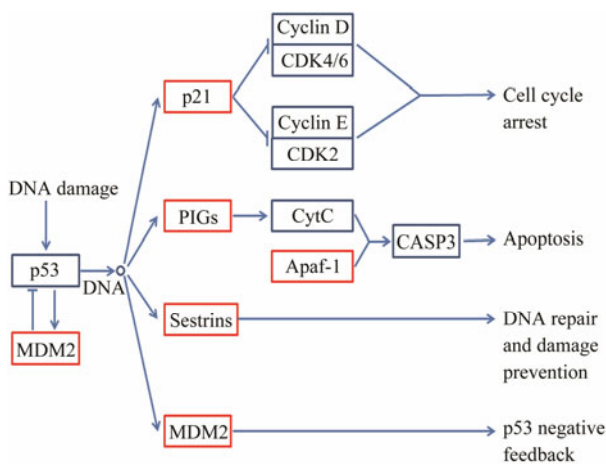 Cyclin D
CDK4/6
p21
Cell cycle
arrest
Cyclin E
CDK2
DNA damage
PIGs
CytC
CASP3
Apoptosis
p53
DNA
Apaf-1
MDM2
Sestrins
DNA repair
and damage
prevention
MDM2
p53 negative
feedback